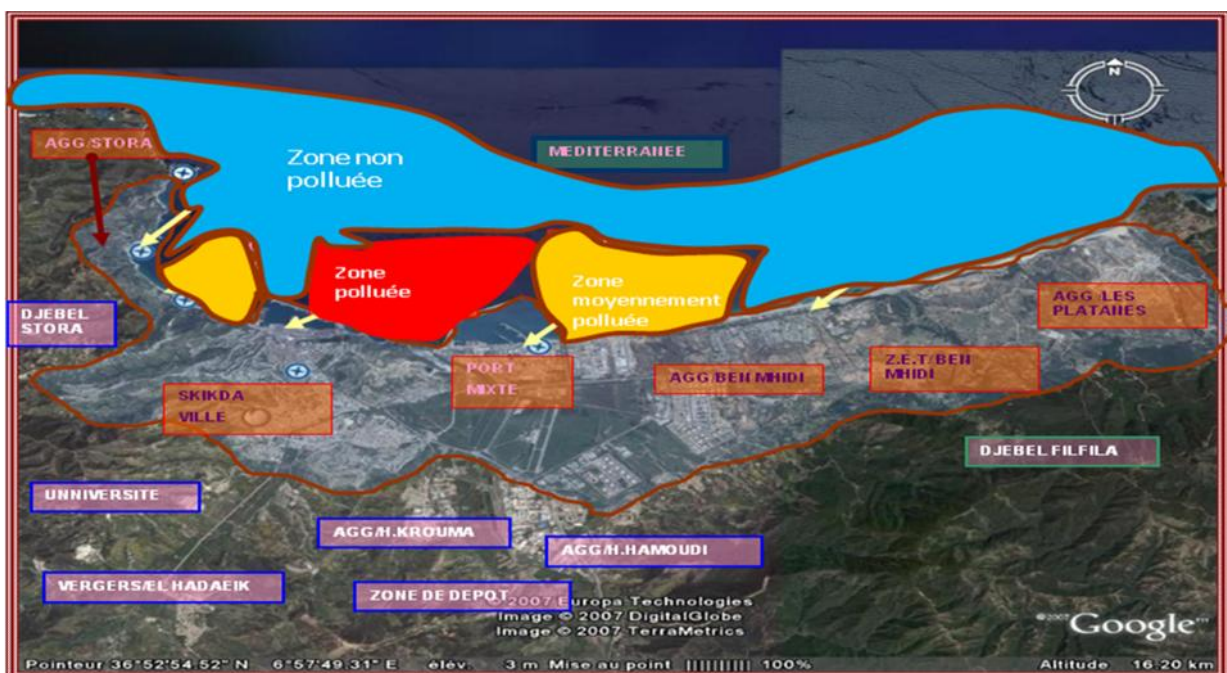 N
AGG/STORA
Zone non
polluée
MEDITERRANEE
Zone
polluée
Zone
moyennement
polluée
DJEBEL
STORA
AGG/LES
PLATANES
PORT
MIXTE
AGG/BEN MHIDI
Z.E.T/BEN
MHIDI
SKIKDA
VILLE
DJEBEL FILFILA
UNNIVERSITE
AGG/H.KROUMA
AGG/H.HAMOUDI
VERGERS/EL HADAEIK
ZONE DE DEPOT
© 2007 Europa Technologies
Image © 2007 DigitalGlobe
Image © 2007 TerraMetrics
©2007 Google™
Pointeur 36°52'54.52" N 6°57'49.31" E élév. 3 m Mise au point |||||||||| 100% Altitude 16.20 km